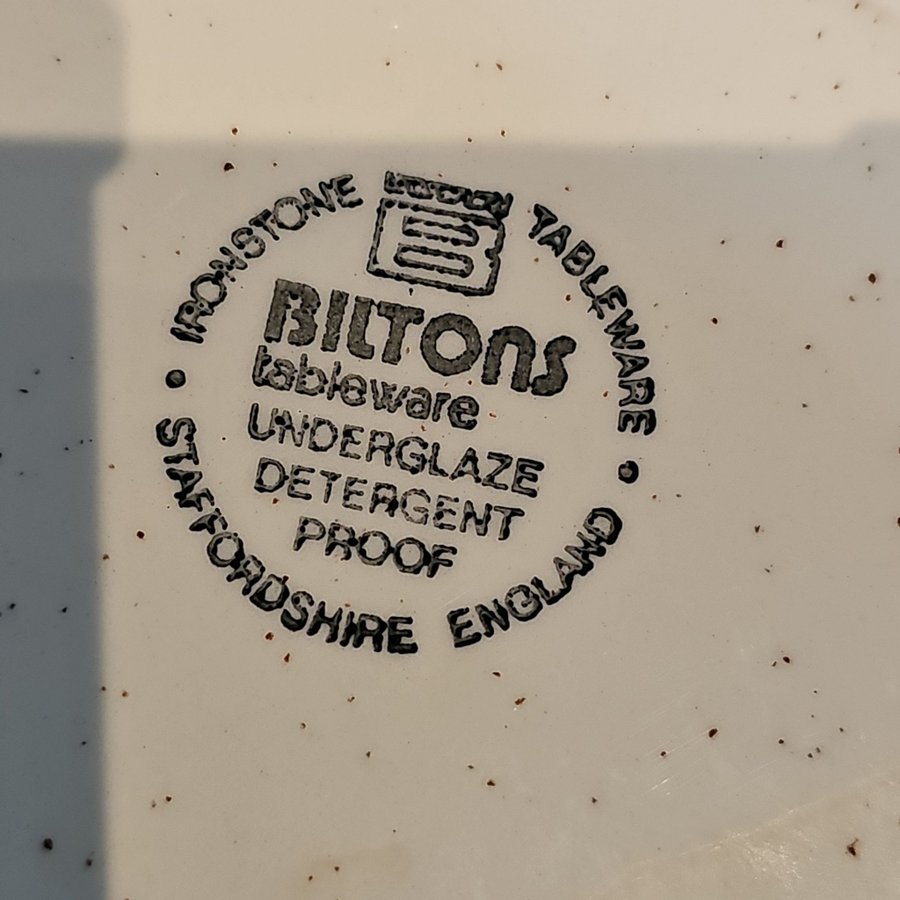 IRONSTONE TABLEWARE
B
BILTONS
tableware
UNDERGLAZE
DETERGENT
PROOF
STAFFORDSHIRE ENGLAND